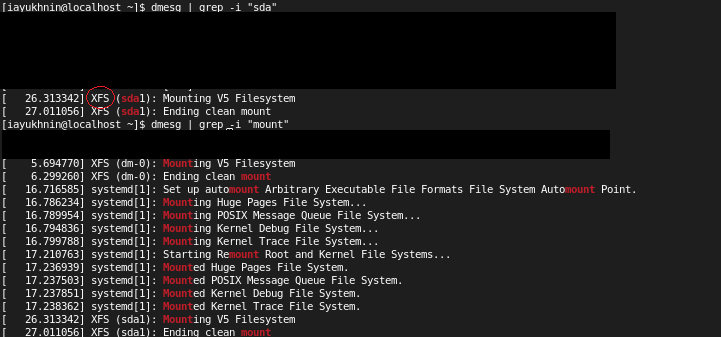 [iayukhnin@localhost ~]$ dmesg | grep -i "sda"
[   26.313342] XFS (sda1): Mounting V5 Filesystem
[   27.011056] XFS (sda1): Ending clean mount
[iayukhnin@localhost ~]$ dmesg | grep -i "mount"
[    5.694770] XFS (dm-0): Mounting V5 Filesystem
[    6.299260] XFS (dm-0): Ending clean mount
[   16.716585] systemd[1]: Set up automount Arbitrary Executable File Formats File System Automount Point.
[   16.786234] systemd[1]: Mounting Huge Pages File System...
[   16.789954] systemd[1]: Mounting POSIX Message Queue File System...
[   16.794836] systemd[1]: Mounting Kernel Debug File System...
[   16.799788] systemd[1]: Mounting Kernel Trace File System...
[   17.210763] systemd[1]: Starting Remount Root and Kernel File Systems...
[   17.236939] systemd[1]: Mounted Huge Pages File System.
[   17.237503] systemd[1]: Mounted POSIX Message Queue File System.
[   17.237851] systemd[1]: Mounted Kernel Debug File System.
[   17.238362] systemd[1]: Mounted Kernel Trace File System.
[   26.313342] XFS (sda1): Mounting V5 Filesystem
[   27.011056] XFS (sda1): Ending clean mount